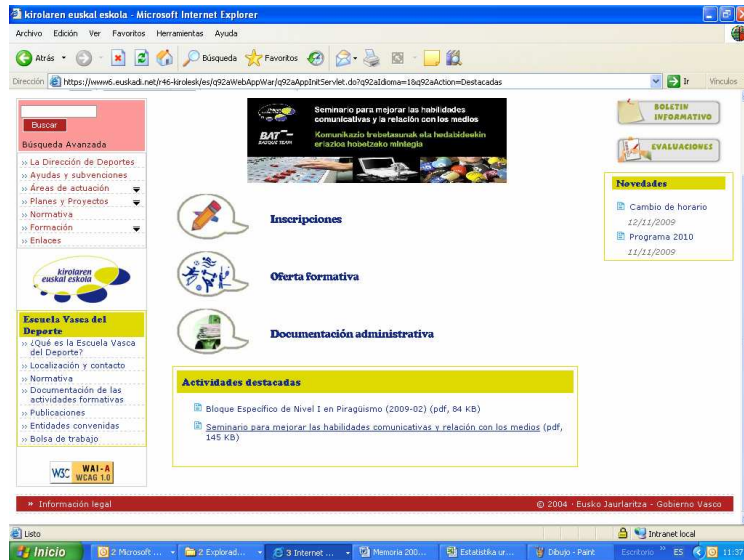 kirolaren euskal eskola - Microsoft Internet Explorer
Archivo Edición Ver Favoritos Herramientas Ayuda
Atrás Búsqueda Favoritos
Dirección https://www6.euskadi.net/r46-kirolesk/es/q92aWebAppWar/q92aAppInitServlet.do?q92aIdioma=1&q92aAction=Destacadas Ir Vínculos
Buscar
Búsqueda Avanzada
» La Dirección de Deportes
» Ayudas y subvenciones
» Áreas de actuación
» Planes y Proyectos
» Normativa
» Formación
» Enlaces
kirolaren
euskal eskola
Escuela Vasca del
Deporte
» ¿Qué es la Escuela Vasca
del Deporte?
» Localización y contacto
» Normativa
» Documentación de las
actividades formativas
» Publicaciones
» Entidades convenidas
» Bolsa de trabajo
W3C WAI-A
WCAG 1.0
Seminario para mejorar las habilidades
comunicativas y la relación con los medios
BAT
BASQUE TEAM
Komunikazio trebetasunak eta hedabideekin
erlazioa hobetzako mintegia
Inscripciones
Oferta formativa
Documentación administrativa
Actividades destacadas
Bloque Específico de Nivel I en Piragüismo (2009-02) (pdf, 84 KB)
Seminario para mejorar las habilidades comunicativas y relación con los medios (pdf,
145 KB)
BOLETIN
INFORMATIVO
EVALUACIONES
Novedades
Cambio de horario
12/11/2009
Programa 2010
11/11/2009
» Información legal © 2004 · Eusko Jaurlaritza - Gobierno Vasco
Listo Intranet local
Inicio 2 Microsoft ... 2 Explorad... 3 Internet ... Memoria 200... Estatistika ur... Dibujo - Paint Escritorio » ES 11:37